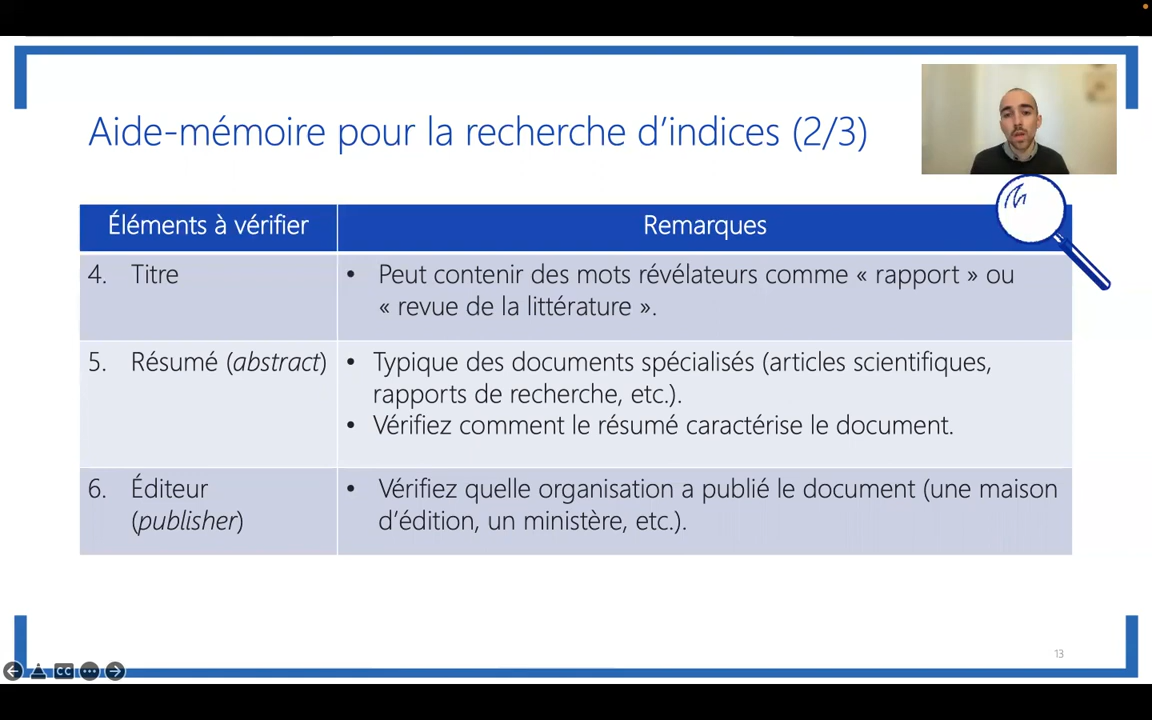 Aide-mémoire pour la recherche d’indices (2/3)
Éléments à vérifier
Remarques
4. Titre
• Peut contenir des mots révélateurs comme « rapport » ou
« revue de la littérature ».
5. Résumé (abstract)
• Typique des documents spécialisés (articles scientifiques,
rapports de recherche, etc.).
• Vérifiez comment le résumé caractérise le document.
6. Éditeur
(publisher)
• Vérifiez quelle organisation a publié le document (une maison
d’édition, un ministère, etc.).
13
CC